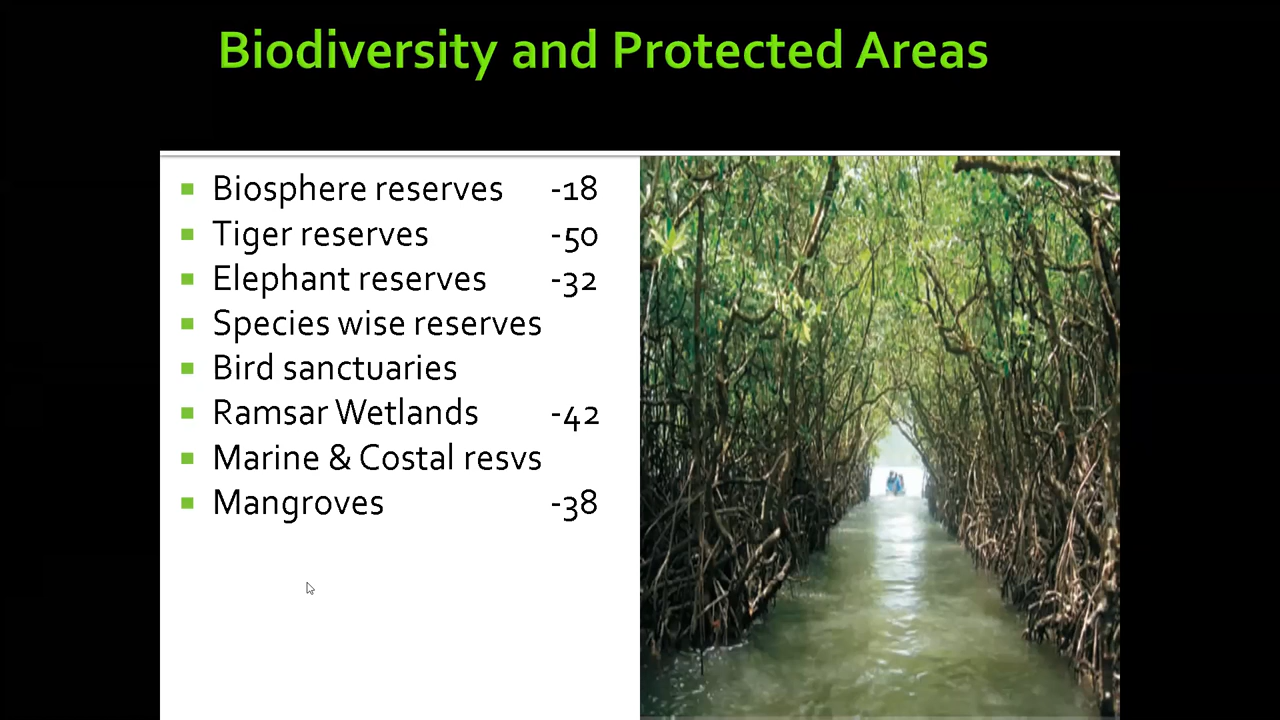 Biodiversity and Protected Areas
Biosphere reserves -18
Tiger reserves -50
Elephant reserves -32
Species wise reserves
Bird sanctuaries
Ramsar Wetlands -42
Marine & Costal resvs
Mangroves -38